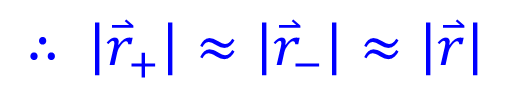 ∴ |r⃗₊| ≈ |r⃗₋| ≈ |r⃗|